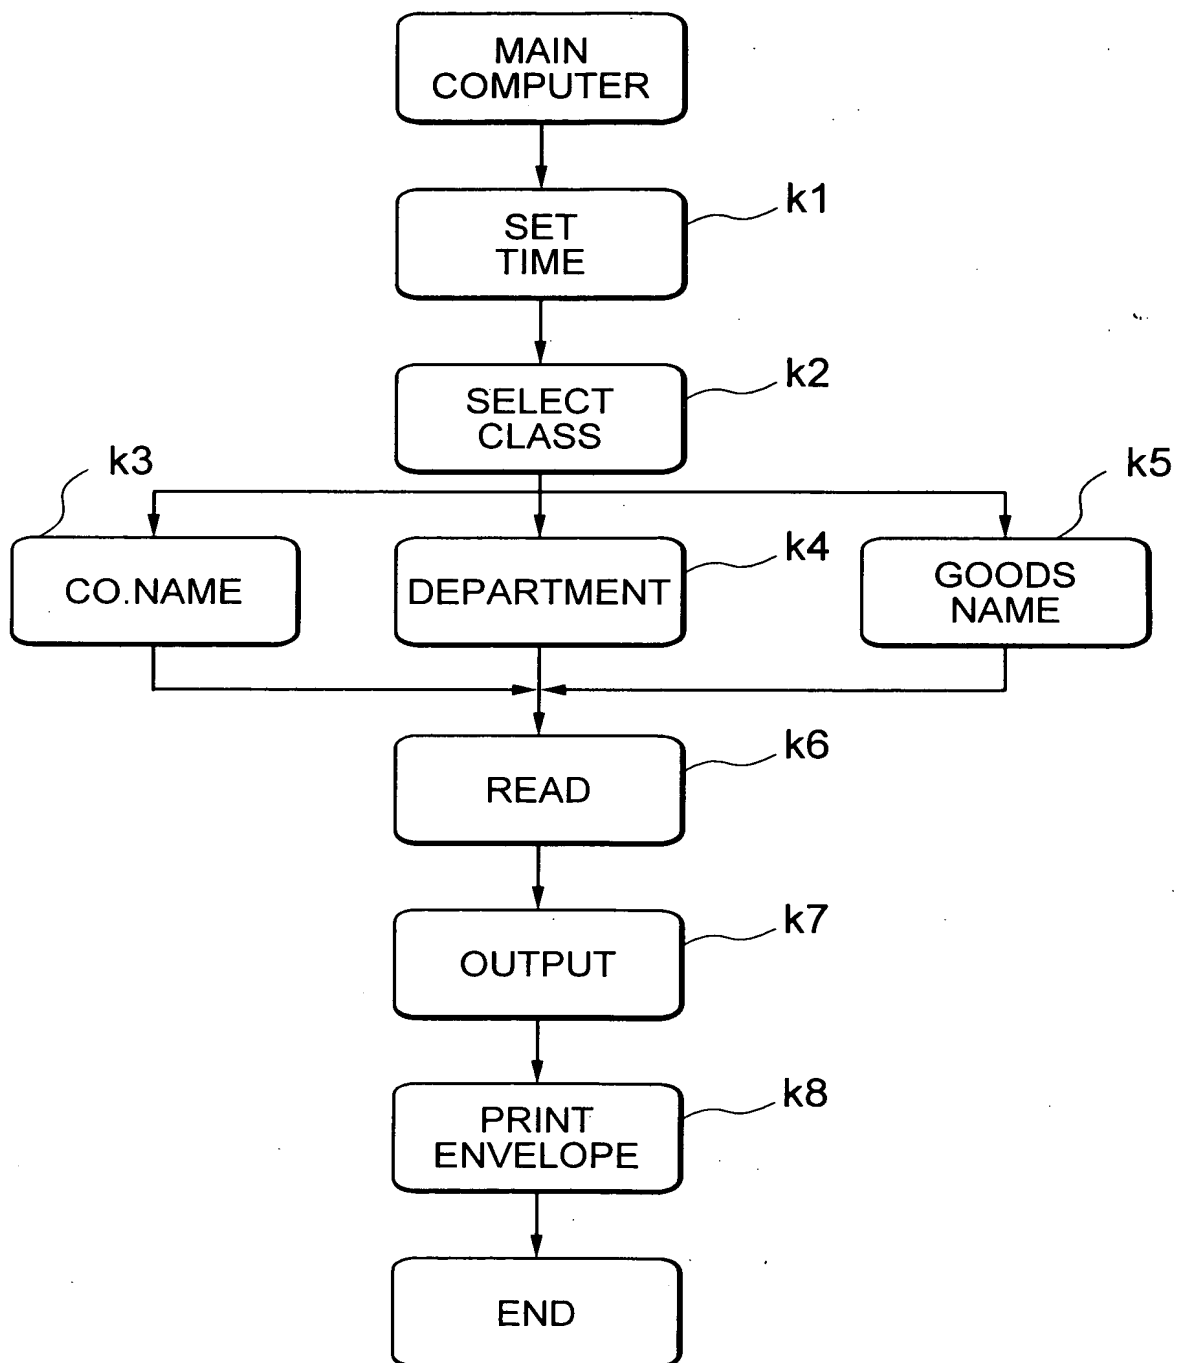 MAIN
COMPUTER
k1
SET
TIME
k2
SELECT
CLASS
k3
k5
CO.NAME
k4
DEPARTMENT
GOODS
NAME
k6
READ
k7
OUTPUT
k8
PRINT
ENVELOPE
END